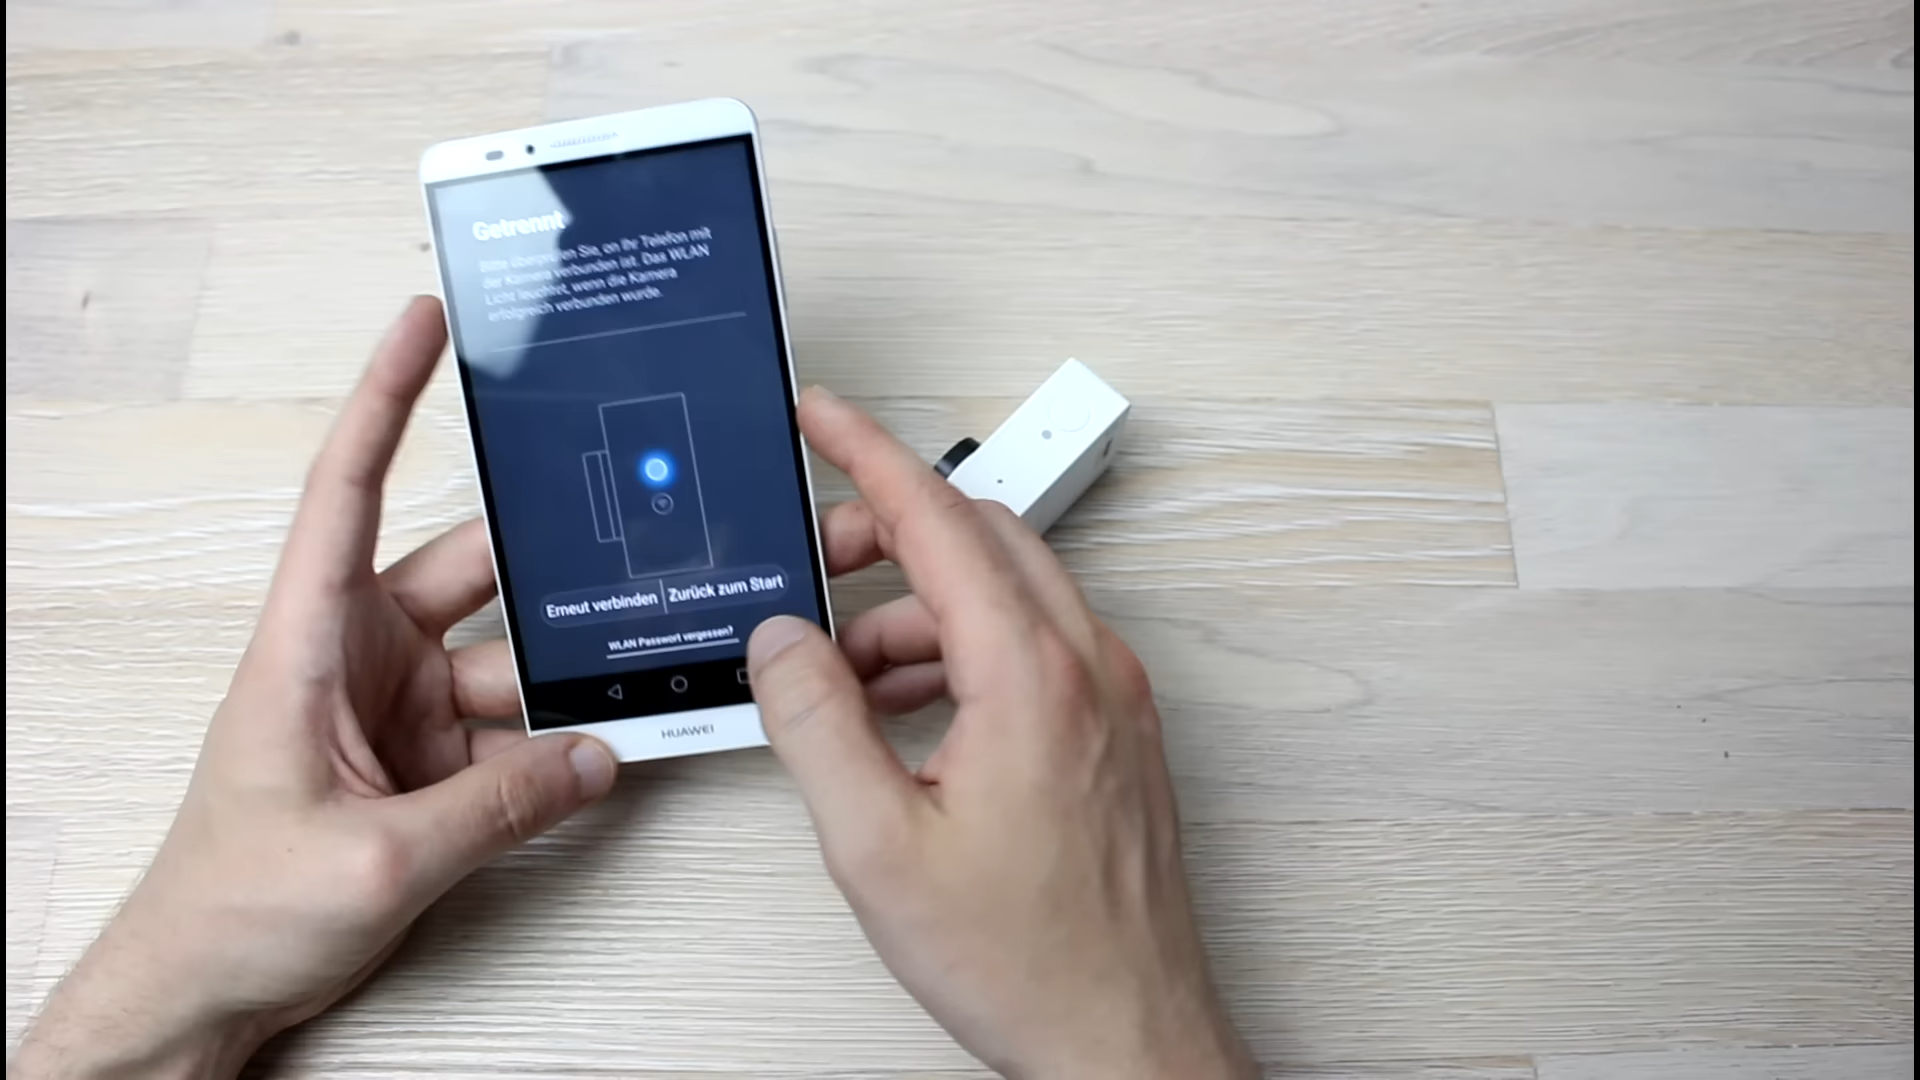 Getrennt
Bitte überprüfen Sie, on Ihr Telefon mit
der Kamera verbunden ist. Das WLAN
Licht leuchtet, wenn die Kamera
erfolgreich verbunden wurde.
Erneut verbinden Zurück zum Start
WLAN Passwort vergessen?
HUAWEI